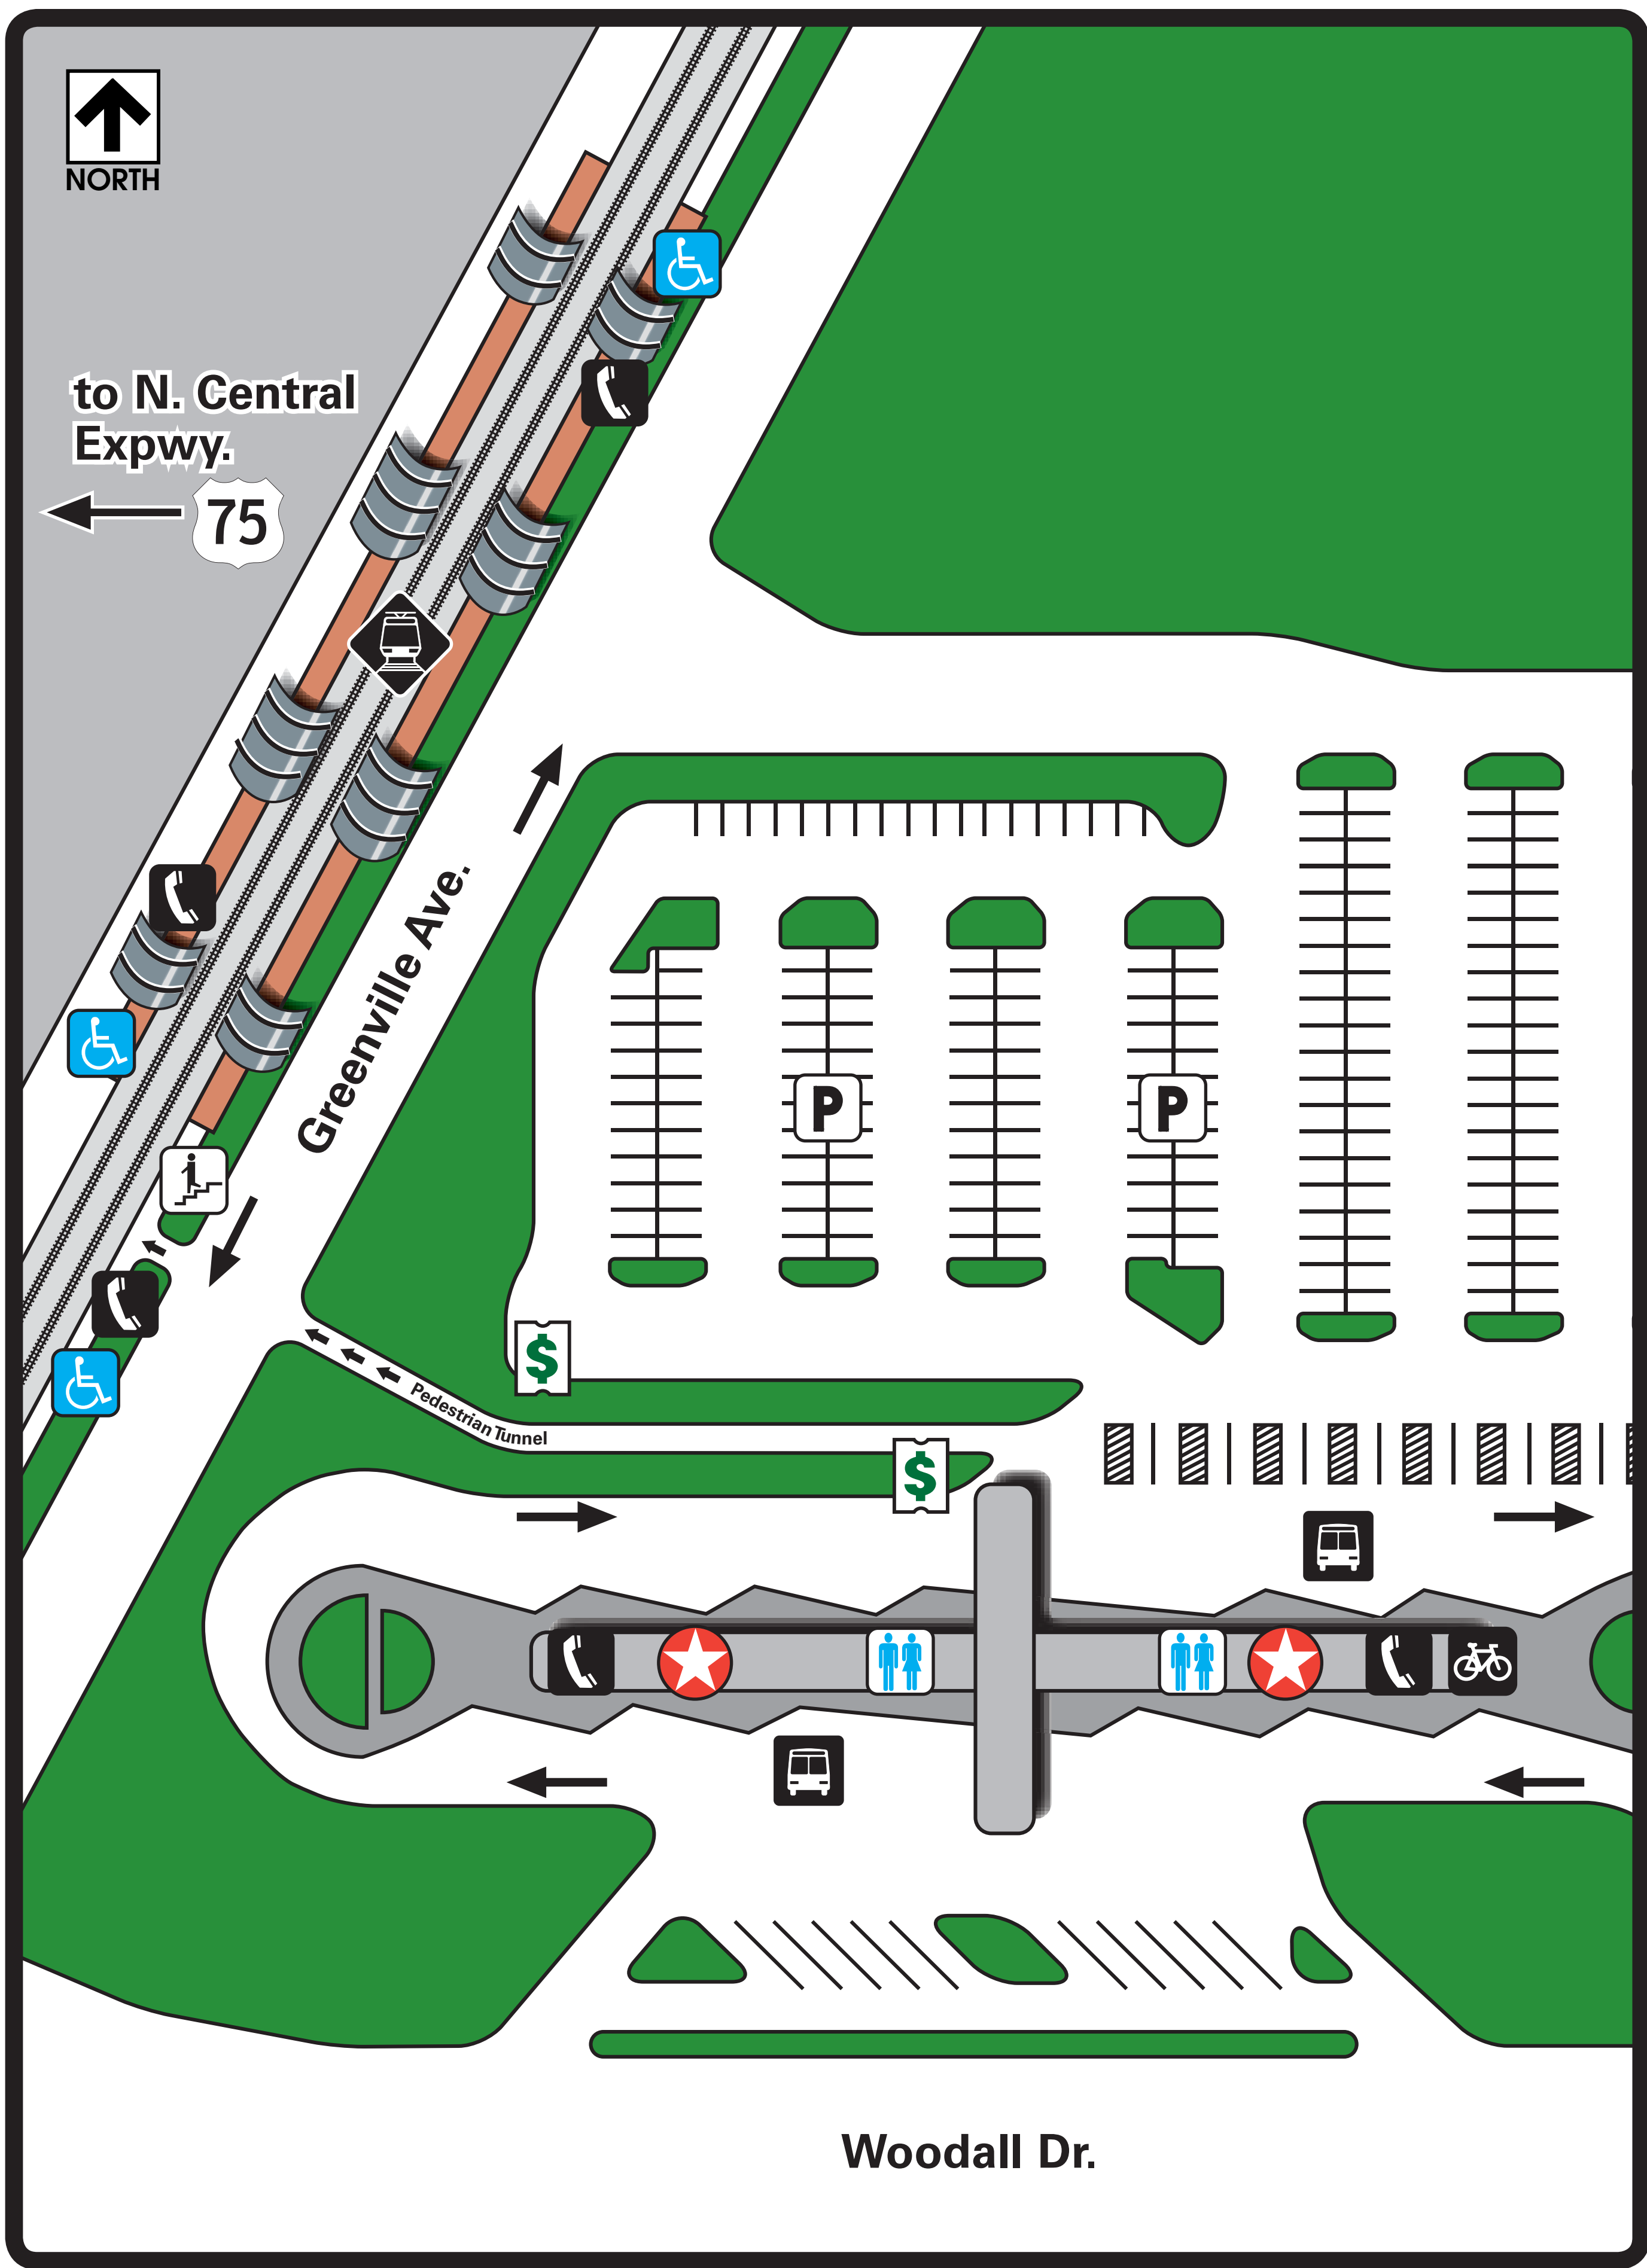 NORTH
to N. Central
Expwy.
75
Greenville Ave.
P
P
$
Pedestrian Tunnel
$
Woodall Dr.